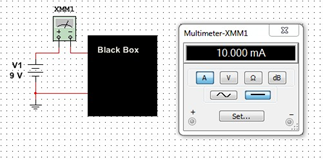 XMM1
Multimeter-XMM1
10.000 mA
Black Box
V1
9 V
A
V
Ω
dB
+
-
Set...